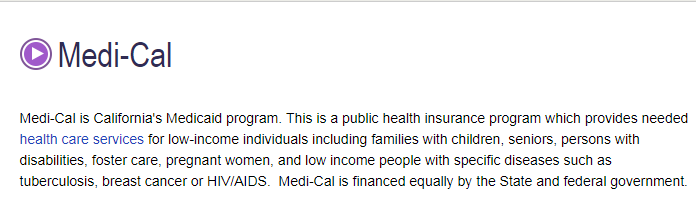 Medi-Cal
Medi-Cal is California's Medicaid program. This is a public health insurance program which provides needed
health care services for low-income individuals including families with children, seniors, persons with
disabilities, foster care, pregnant women, and low income people with specific diseases such as
tuberculosis, breast cancer or HIV/AIDS.  Medi-Cal is financed equally by the State and federal government.